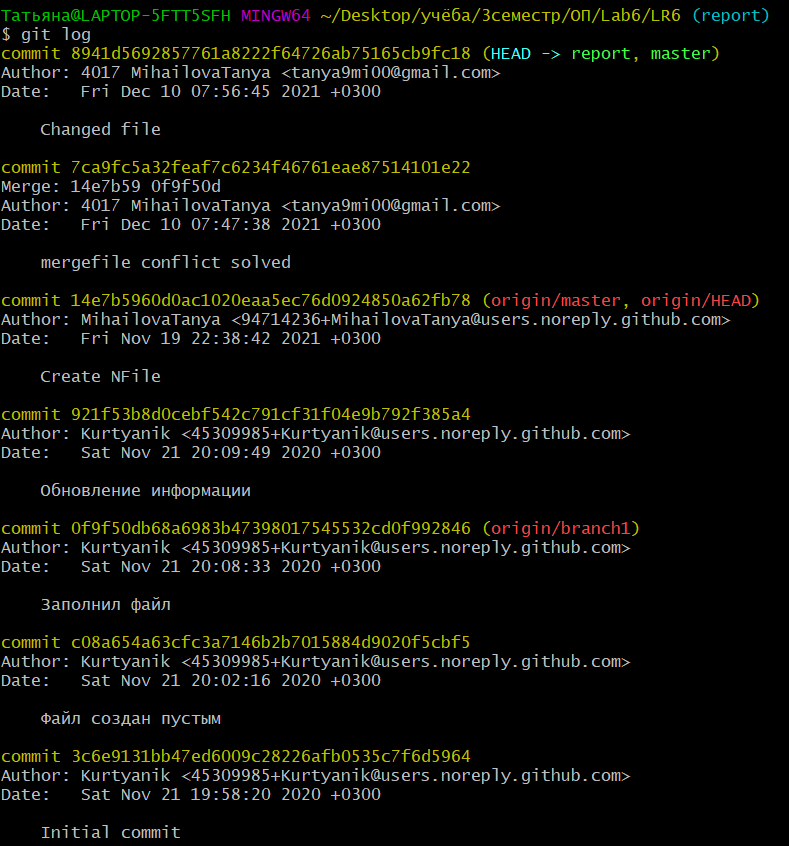 Татьяна@LAPTOP-5FTT5SFH MINGW64 ~/Desktop/учёба/3семестр/ОП/Lab6/LR6 (report)
$ git log
commit 8941d5692857761a8222f64726ab75165cb9fc18 (HEAD -> report, master)
Author: 4017 MihailovaTanya <tanya9mi00@gmail.com>
Date:   Fri Dec 10 07:56:45 2021 +0300
Changed file
commit 7ca9fc5a32feaf7c6234f46761eae87514101e22
Merge: 14e7b59 0f9f50d
Author: 4017 MihailovaTanya <tanya9mi00@gmail.com>
Date:   Fri Dec 10 07:47:38 2021 +0300
mergefile conflict solved
commit 14e7b5960d0ac1020eaa5ec76d0924850a62fb78 (origin/master, origin/HEAD)
Author: MihailovaTanya <94714236+MihailovaTanya@users.noreply.github.com>
Date:   Fri Nov 19 22:38:42 2021 +0300
Create NFile
commit 921f53b8d0cebf542c791cf31f04e9b792f385a4
Author: Kurtyanik <45309985+Kurtyanik@users.noreply.github.com>
Date:   Sat Nov 21 20:09:49 2020 +0300
Обновление информации
commit 0f9f50db68a6983b47398017545532cd0f992846 (origin/branch1)
Author: Kurtyanik <45309985+Kurtyanik@users.noreply.github.com>
Date:   Sat Nov 21 20:08:33 2020 +0300
Заполнил файл
commit c08a654a63cfc3a7146b2b7015884d9020f5cbf5
Author: Kurtyanik <45309985+Kurtyanik@users.noreply.github.com>
Date:   Sat Nov 21 20:02:16 2020 +0300
Файл создан пустым
commit 3c6e9131bb47ed6009c28226afb0535c7f6d5964
Author: Kurtyanik <45309985+Kurtyanik@users.noreply.github.com>
Date:   Sat Nov 21 19:58:20 2020 +0300
Initial commit